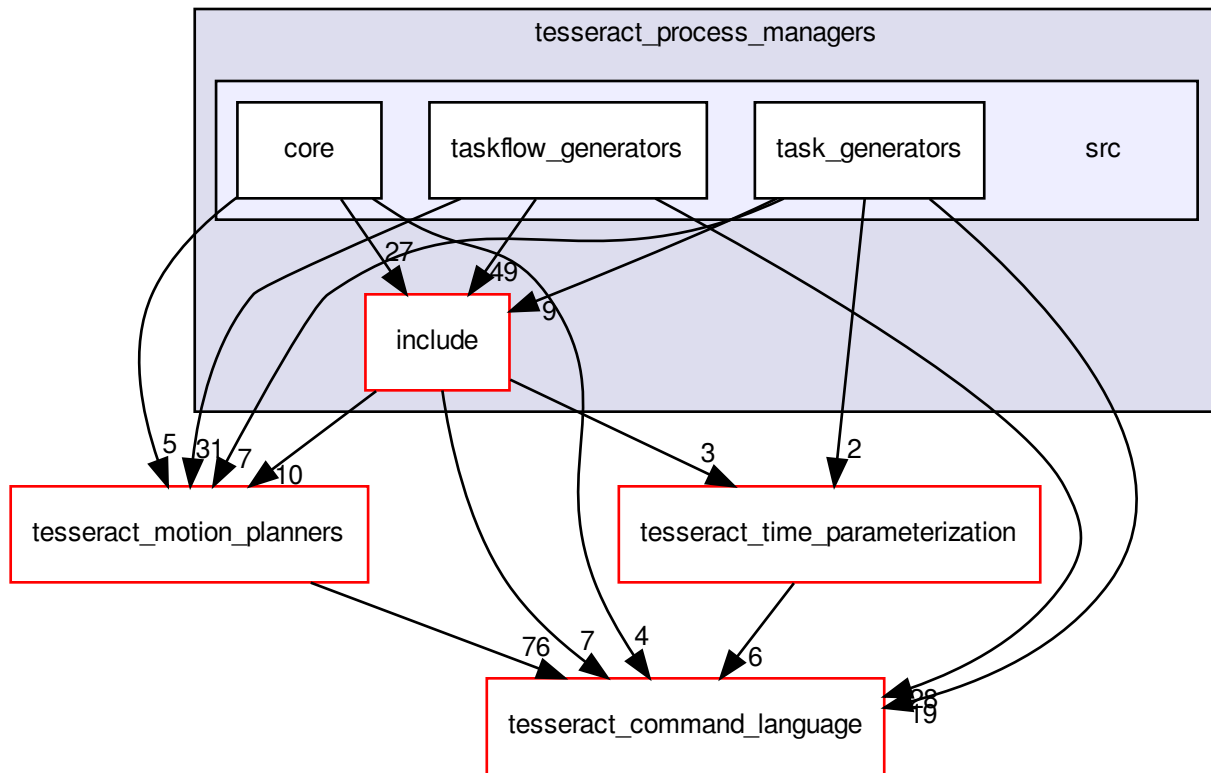 tesseract_process_managers
core
taskflow_generators
task_generators
src
27
49
9
include
5
31
7
10
3
2
tesseract_motion_planners
tesseract_time_parameterization
76
7
4
6
28
19
tesseract_command_language